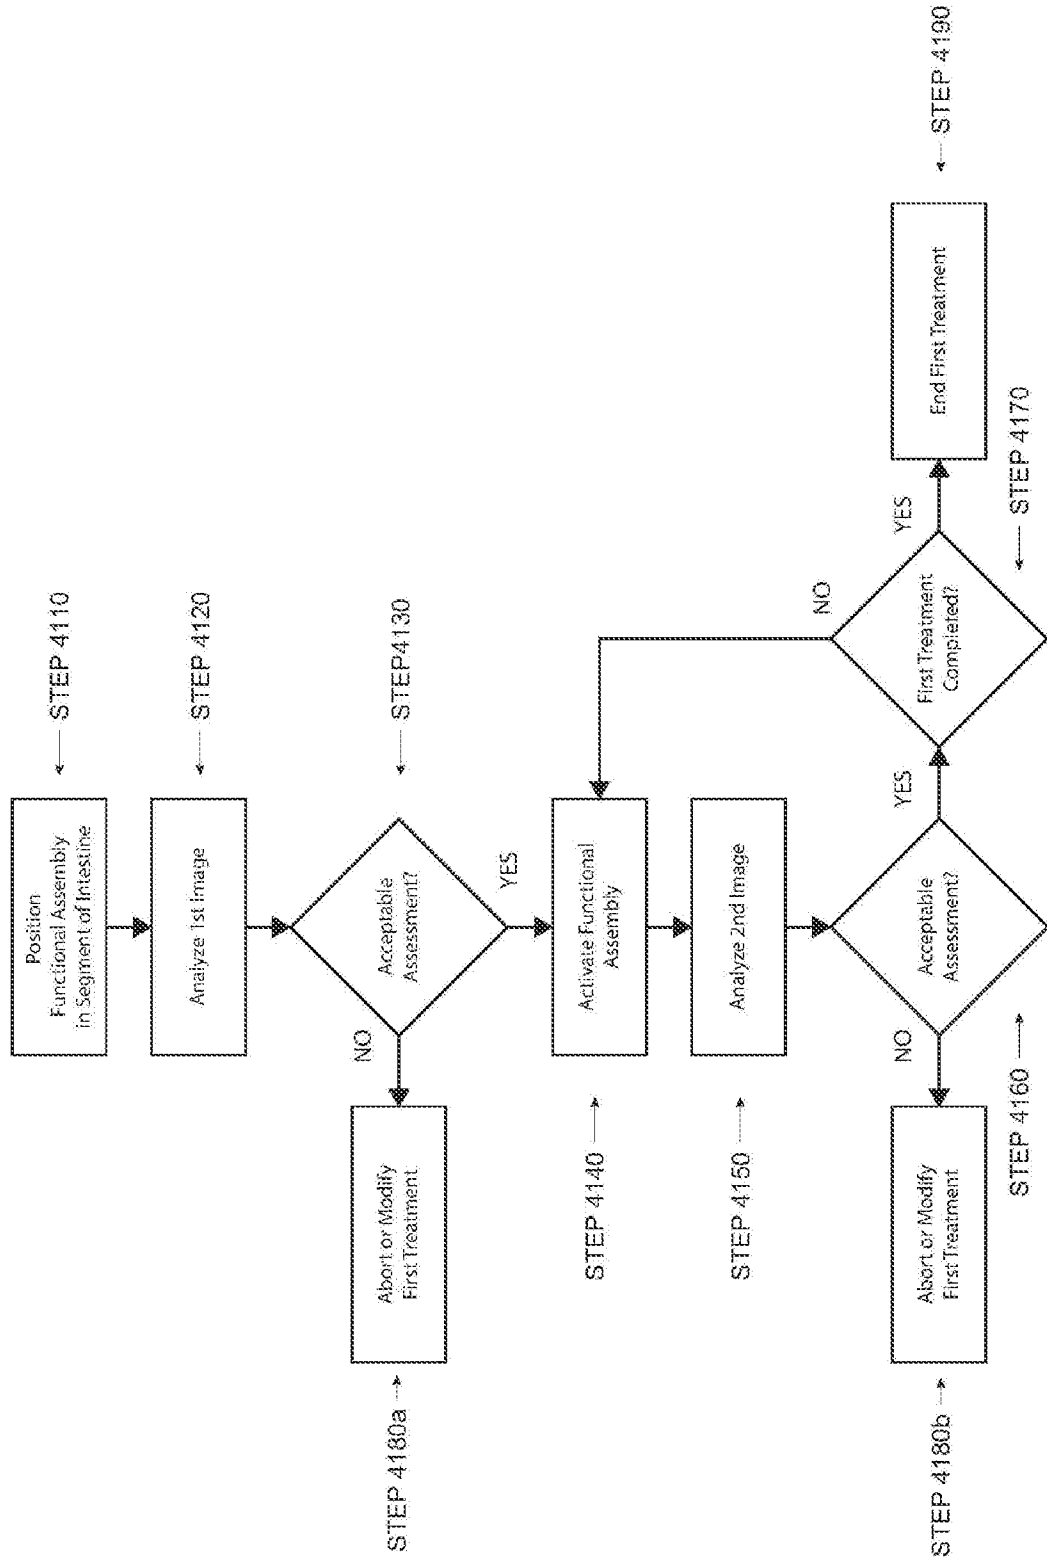 Position
Functional Assembly
in Segment of Intestine
← STEP 4110
Analyze 1st Image
← STEP 4120
Acceptable
Assessment?
← STEP4130
NO
YES
Abort or Modify
First Treatment
STEP 4180a →
Activate Functional
Assembly
STEP 4140 →
Analyze 2nd Image
STEP 4150 →
Acceptable
Assessment?
STEP 4160 →
NO
YES
Abort or Modify
First Treatment
STEP 4180b →
First Treatment
Completed?
← STEP 4170
NO
YES
End First Treatment
← STEP 4190